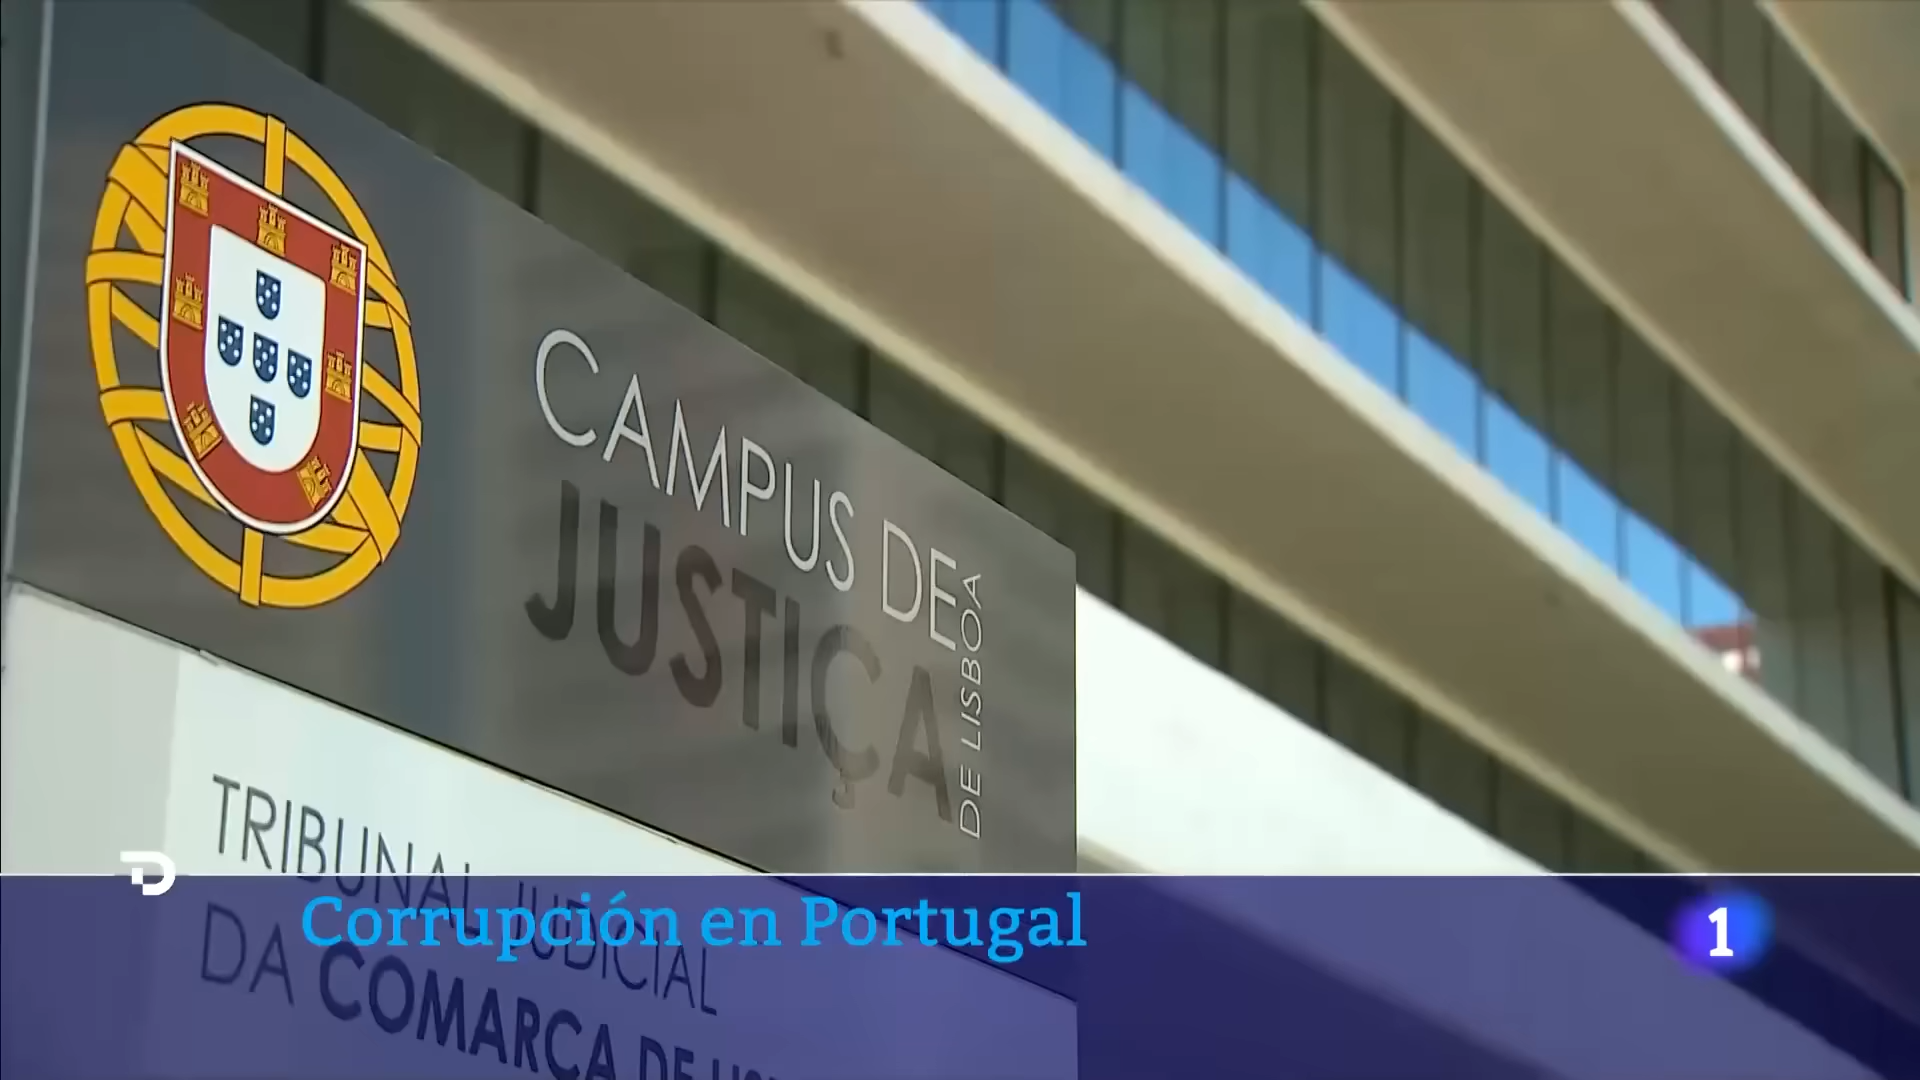 CAMPUS DE
JUSTIÇA
DE LISBOA
TRIBUNAL JUDICIAL
DA COMARCA DE
Corrupción en Portugal
1